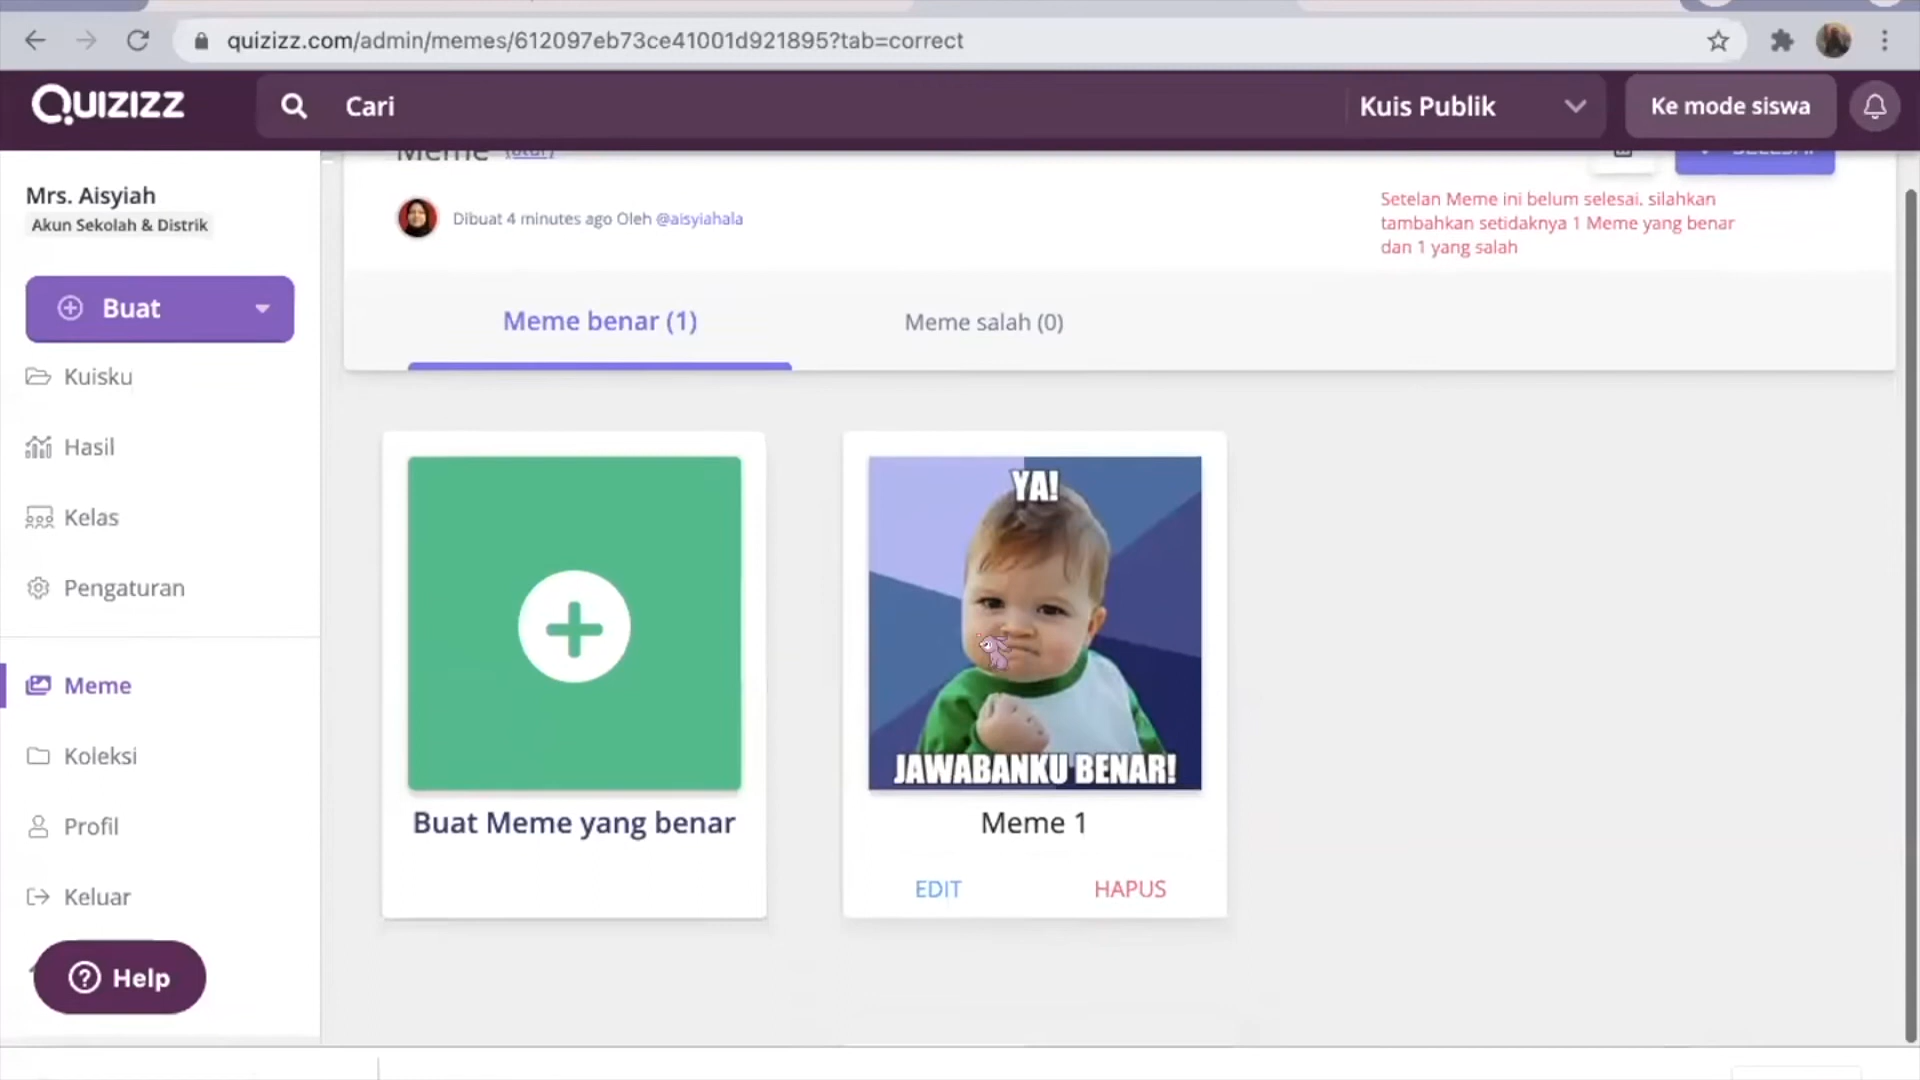 quizizz.com/admin/memes/612097eb73ce41001d921895?tab=correct
QUIZIZZ
Cari
Kuis Publik
Ke mode siswa
Meme
Mrs. Aisyiah
Akun Sekolah & Distrik
Dibuat 4 minutes ago Oleh @aisyiahala
Setelan Meme ini belum selesai. silahkan
tambahkan setidaknya 1 Meme yang benar
dan 1 yang salah
Buat
Meme benar (1)
Meme salah (0)
Kuisku
Hasil
Kelas
Pengaturan
Meme
Koleksi
Profil
Keluar
Help
YA!
JAWABANKU BENAR!
Buat Meme yang benar
Meme 1
EDIT
HAPUS